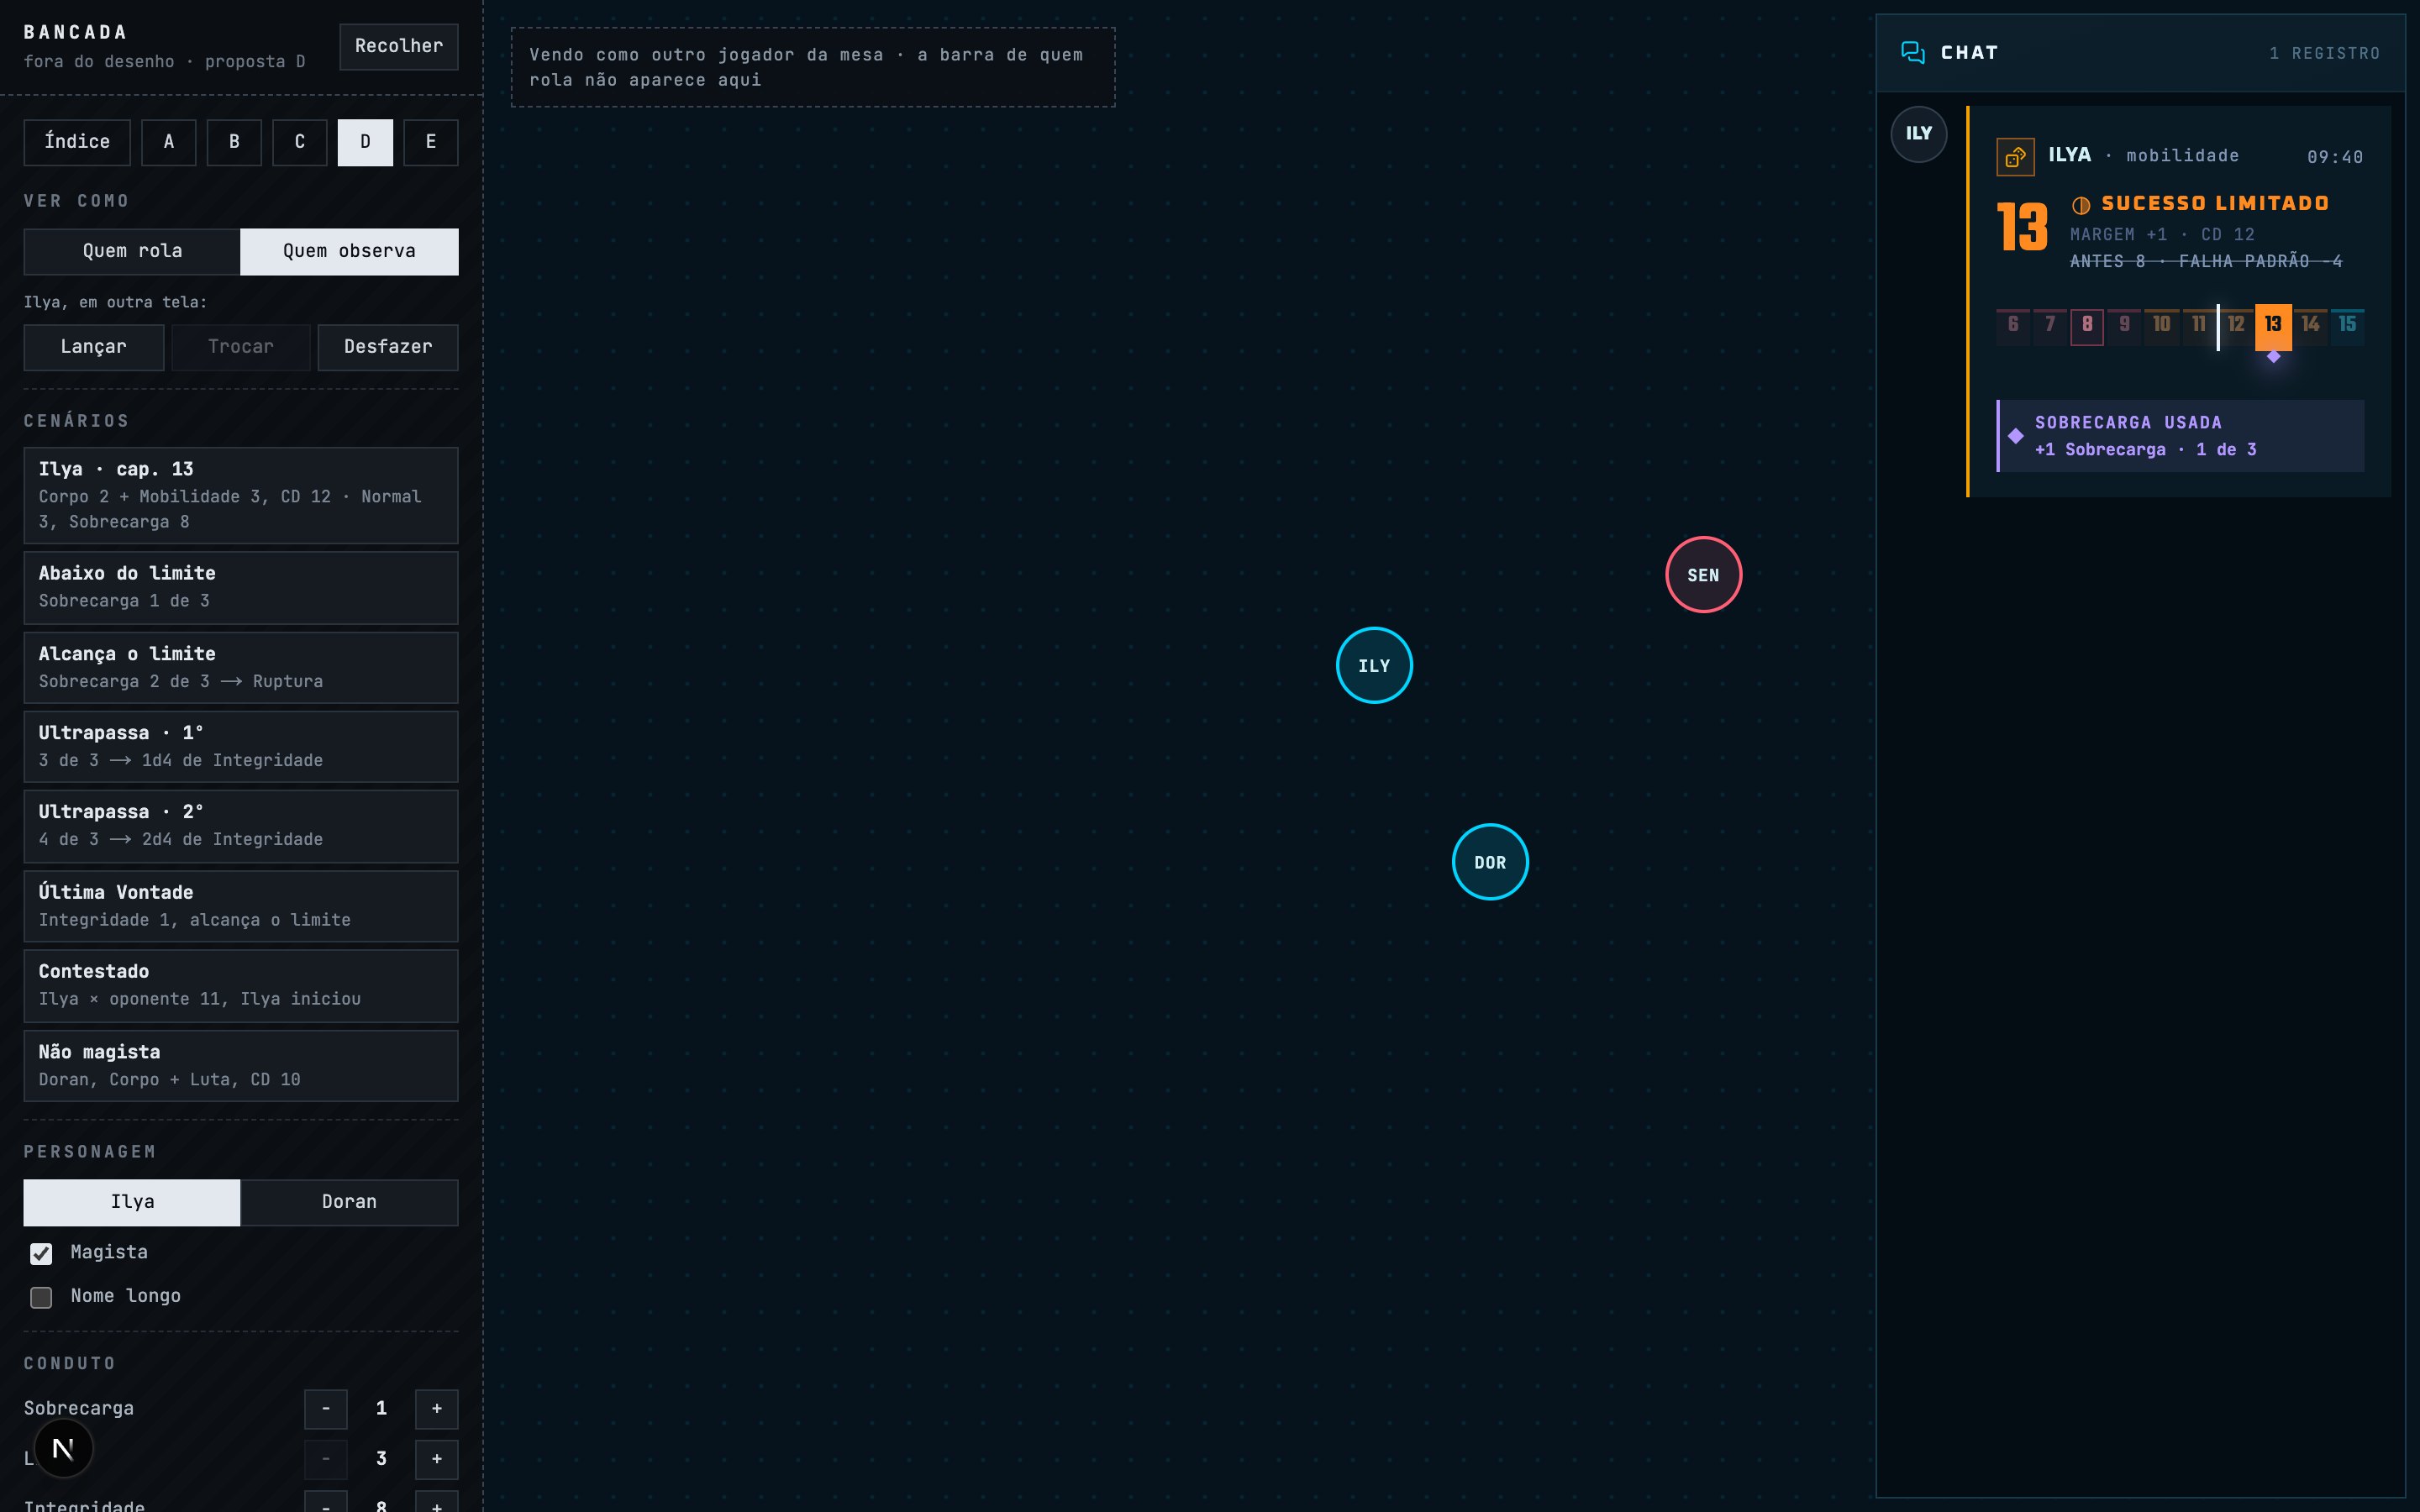 BANCADA
fora do desenho · proposta D
Recolher
Índice
A
B
C
D
E
VER COMO
Quem rola
Quem observa
Ilya, em outra tela:
Lançar
Trocar
Desfazer
CENÁRIOS
Ilya · cap. 13
Corpo 2 + Mobilidade 3, CD 12 · Normal
3, Sobrecarga 8
Abaixo do limite
Sobrecarga 1 de 3
Alcança o limite
Sobrecarga 2 de 3 → Ruptura
Ultrapassa · 1º
3 de 3 → 1d4 de Integridade
Ultrapassa · 2º
4 de 3 → 2d4 de Integridade
Última Vontade
Integridade 1, alcança o limite
Contestado
Ilya × oponente 11, Ilya iniciou
Não magista
Doran, Corpo + Luta, CD 10
PERSONAGEM
Ilya
Doran
Magista
Nome longo
CONDUTO
Sobrecarga
- 1 +
L
- 3 +
Integridade
- 8 +
N
Vendo como outro jogador da mesa · a barra de quem
rola não aparece aqui
SEN
ILY
DOR
CHAT
1 REGISTRO
ILY
ILYA · mobilidade
09:40
13
SUCESSO LIMITADO
MARGEM +1 · CD 12
ANTES 8 · FALHA PADRÃO -4
6 7 8 9 10 11 12 13 14 15
SOBRECARGA USADA
+1 Sobrecarga · 1 de 3